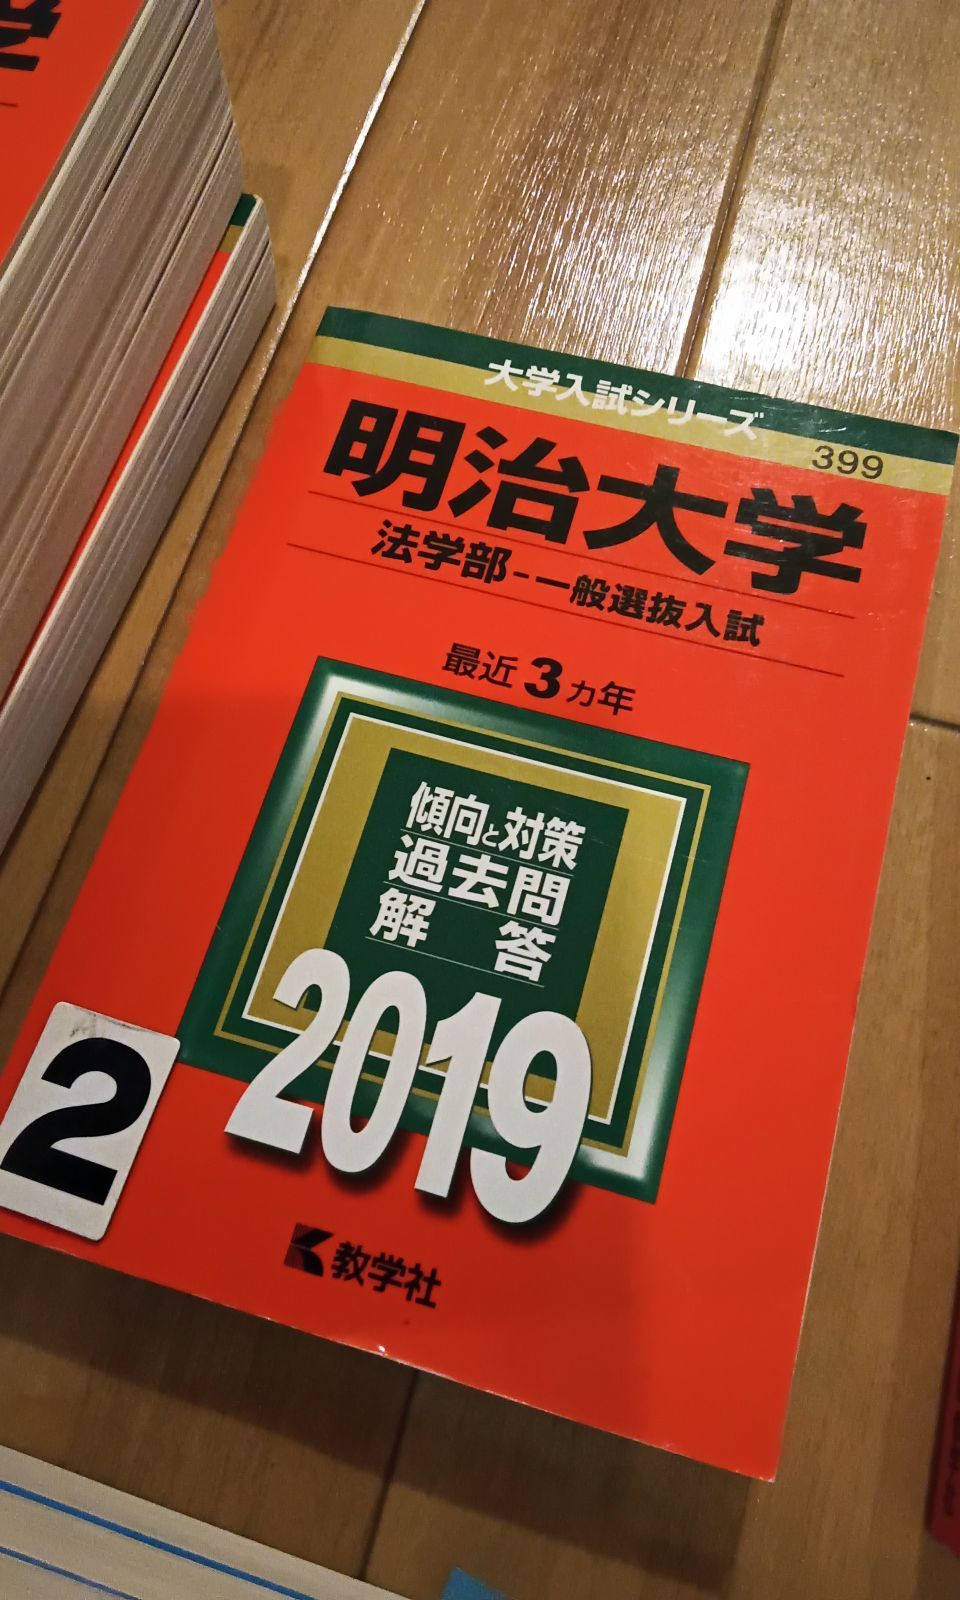 大学入試シリーズ
399
明治大学
法学部-一般選抜入試
最近3カ年
傾向と対策
過去問
解答
2019
2
教学社